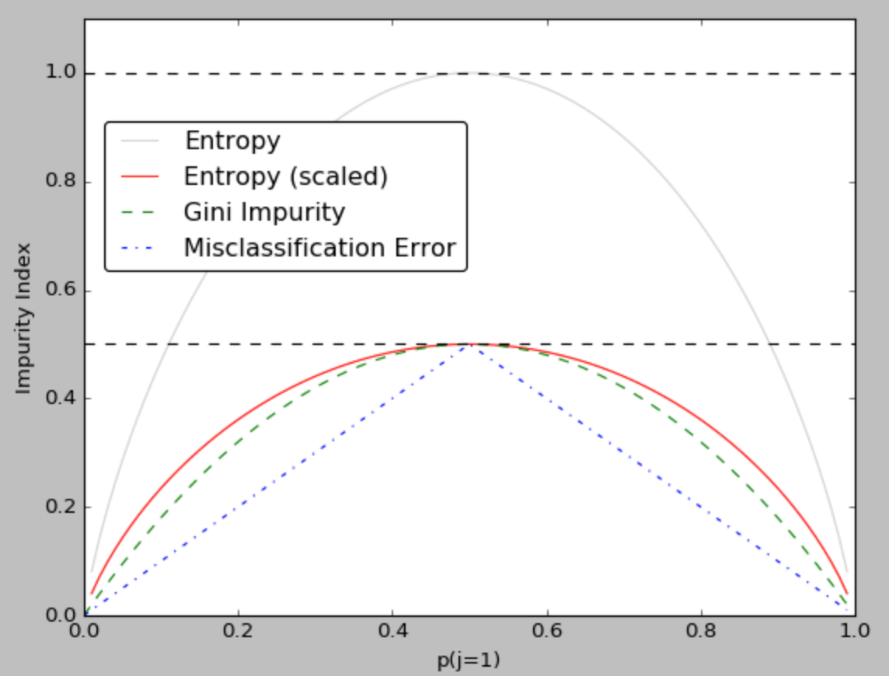 1.0
Entropy
Entropy (scaled)
Gini Impurity
Misclassification Error
0.8
0.6
0.4
0.2
0.0
Impurity Index
0.0 0.2 0.4 0.6 0.8 1.0
p(j=1)